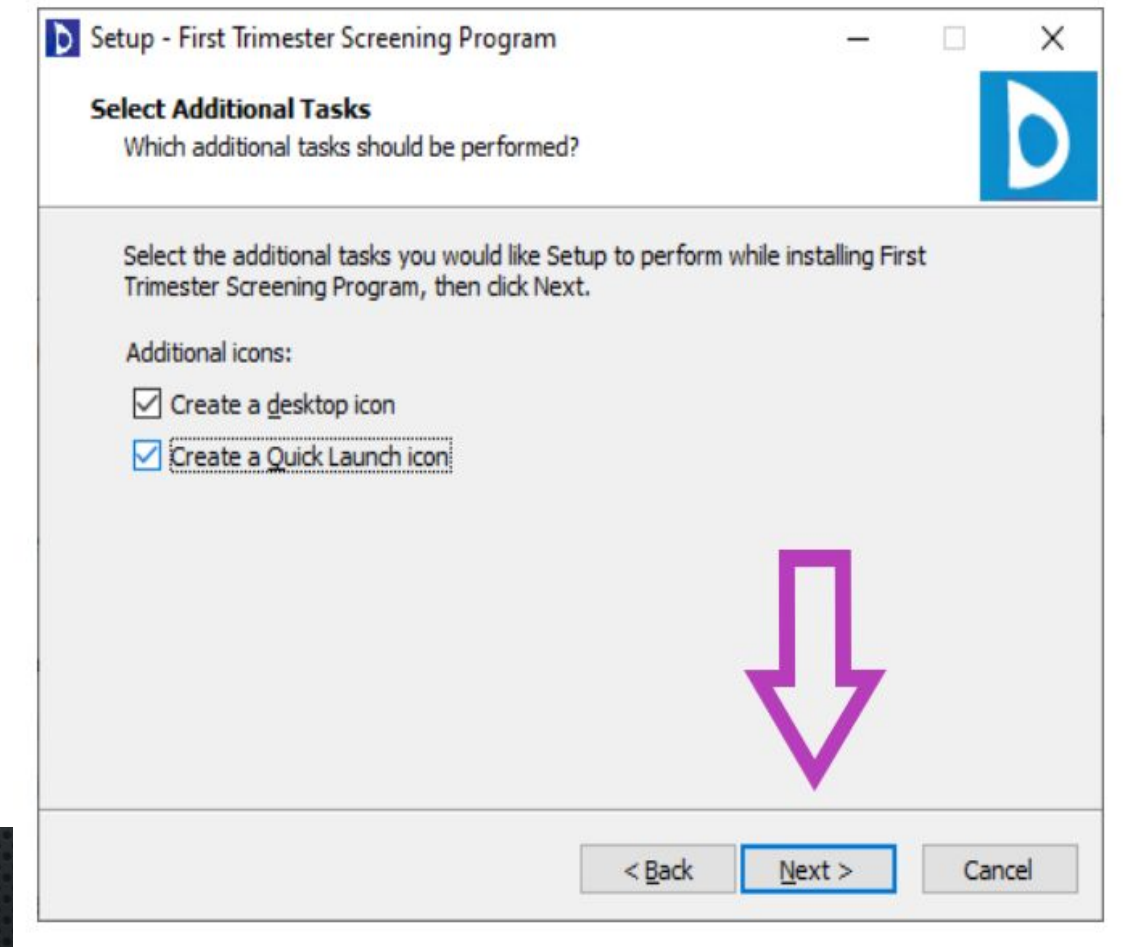 Setup - First Trimester Screening Program
Select Additional Tasks
Which additional tasks should be performed?
Select the additional tasks you would like Setup to perform while installing First
Trimester Screening Program, then click Next.
Additional icons:
Create a desktop icon
Create a Quick Launch icon
< Back Next > Cancel